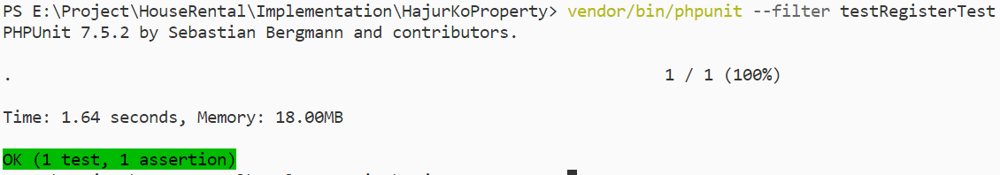 PS E:\Project\HouseRental\Implementation\HajurKoProperty> vendor/bin/phpunit --filter testRegisterTest
PHPUnit 7.5.2 by Sebastian Bergmann and contributors.
. 1 / 1 (100%)
Time: 1.64 seconds, Memory: 18.00MB
OK (1 test, 1 assertion)